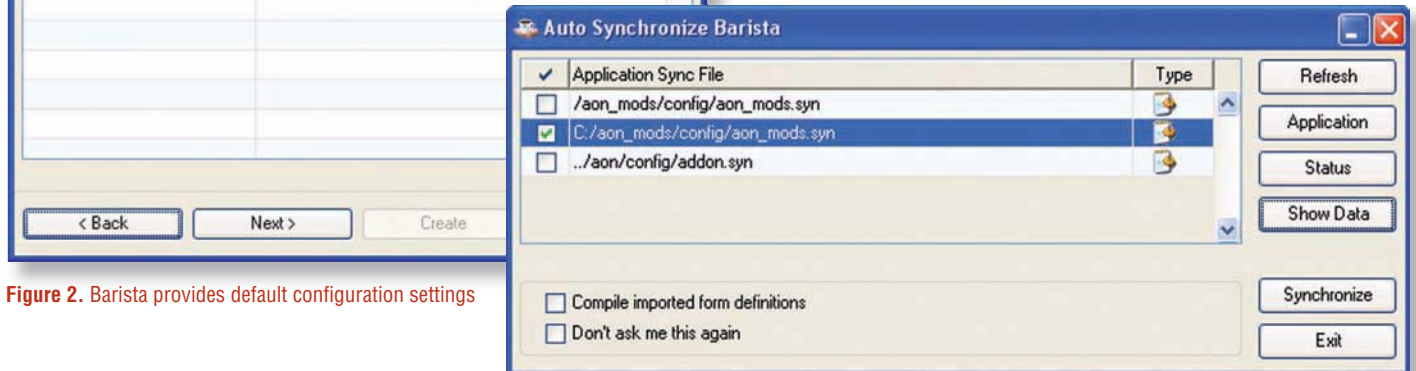 < Back
Next >
Create
Figure 2. Barista provides default configuration settings
Auto Synchronize Barista
Application Sync File
Type
/aon_mods/config/aon_mods.syn
C:/aon_mods/config/aon_mods.syn
../aon/config/addon.syn
Refresh
Application
Status
Show Data
Compile imported form definitions
Don't ask me this again
Synchronize
Exit